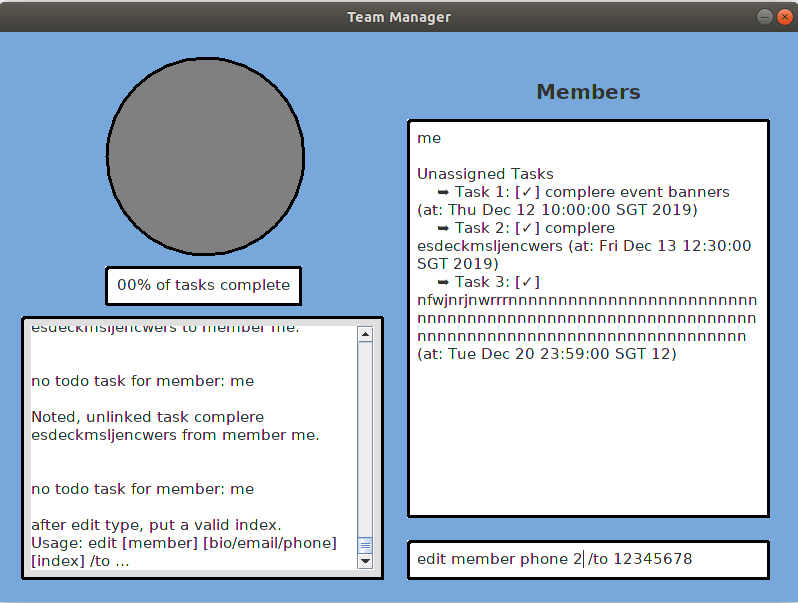 Team Manager
00% of tasks complete
esdeckmsljencwers to member me.
no todo task for member: me
Noted, unlinked task complere
esdeckmsljencwers from member me.
no todo task for member: me
after edit type, put a valid index.
Usage: edit [member] [bio/email/phone]
[index] /to ...
Members
me
Unassigned Tasks
➥ Task 1: [✓] complere event banners
(at: Thu Dec 12 10:00:00 SGT 2019)
➥ Task 2: [✓] complere
esdeckmsljencwers (at: Fri Dec 13 12:30:00
SGT 2019)
➥ Task 3: [✓]
nfwjnrjnwrrrnnnnnnnnnnnnnnnnnnnnnnnnn
nnnnnnnnnnnnnnnnnnnnnnnnnnnnnnnnnn
nnnnnnnnnnnnnnnnnnnnnnnnnnnnnnnnn
(at: Tue Dec 20 23:59:00 SGT 12)
edit member phone 2 /to 12345678